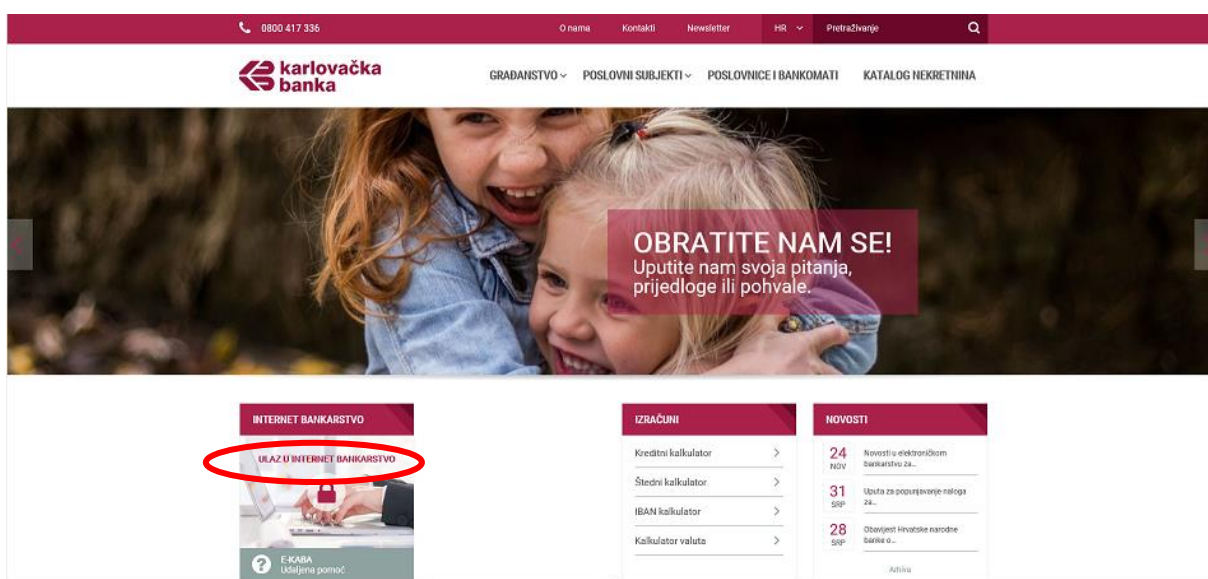 0800 417 336
O nama Kontakti Newsletter HR Pretraživanje
karlovačka
banka
GRAĐANSTVO POSLOVNI SUBJEKTI POSLOVNICE I BANKOMATI KATALOG NEKRETNINA
OBRATITE NAM SE!
Uputite nam svoja pitanja,
prijedloge ili pohvale.
INTERNET BANKARSTVO
ULAZ U INTERNET BANKARSTVO
E-KABA
Udaljena pomoć
IZRAČUNI
Kreditni kalkulator
Štedni kalkulator
IBAN kalkulator
Kalkulator valuta
NOVOSTI
24 NOV
Novosti u elektroničkom
bankarstvu za...
31 SRP
Uputa za popunjavanje naloga
za...
28 SRP
Obavijest Hrvatske narodne
banke o...
Arhiva